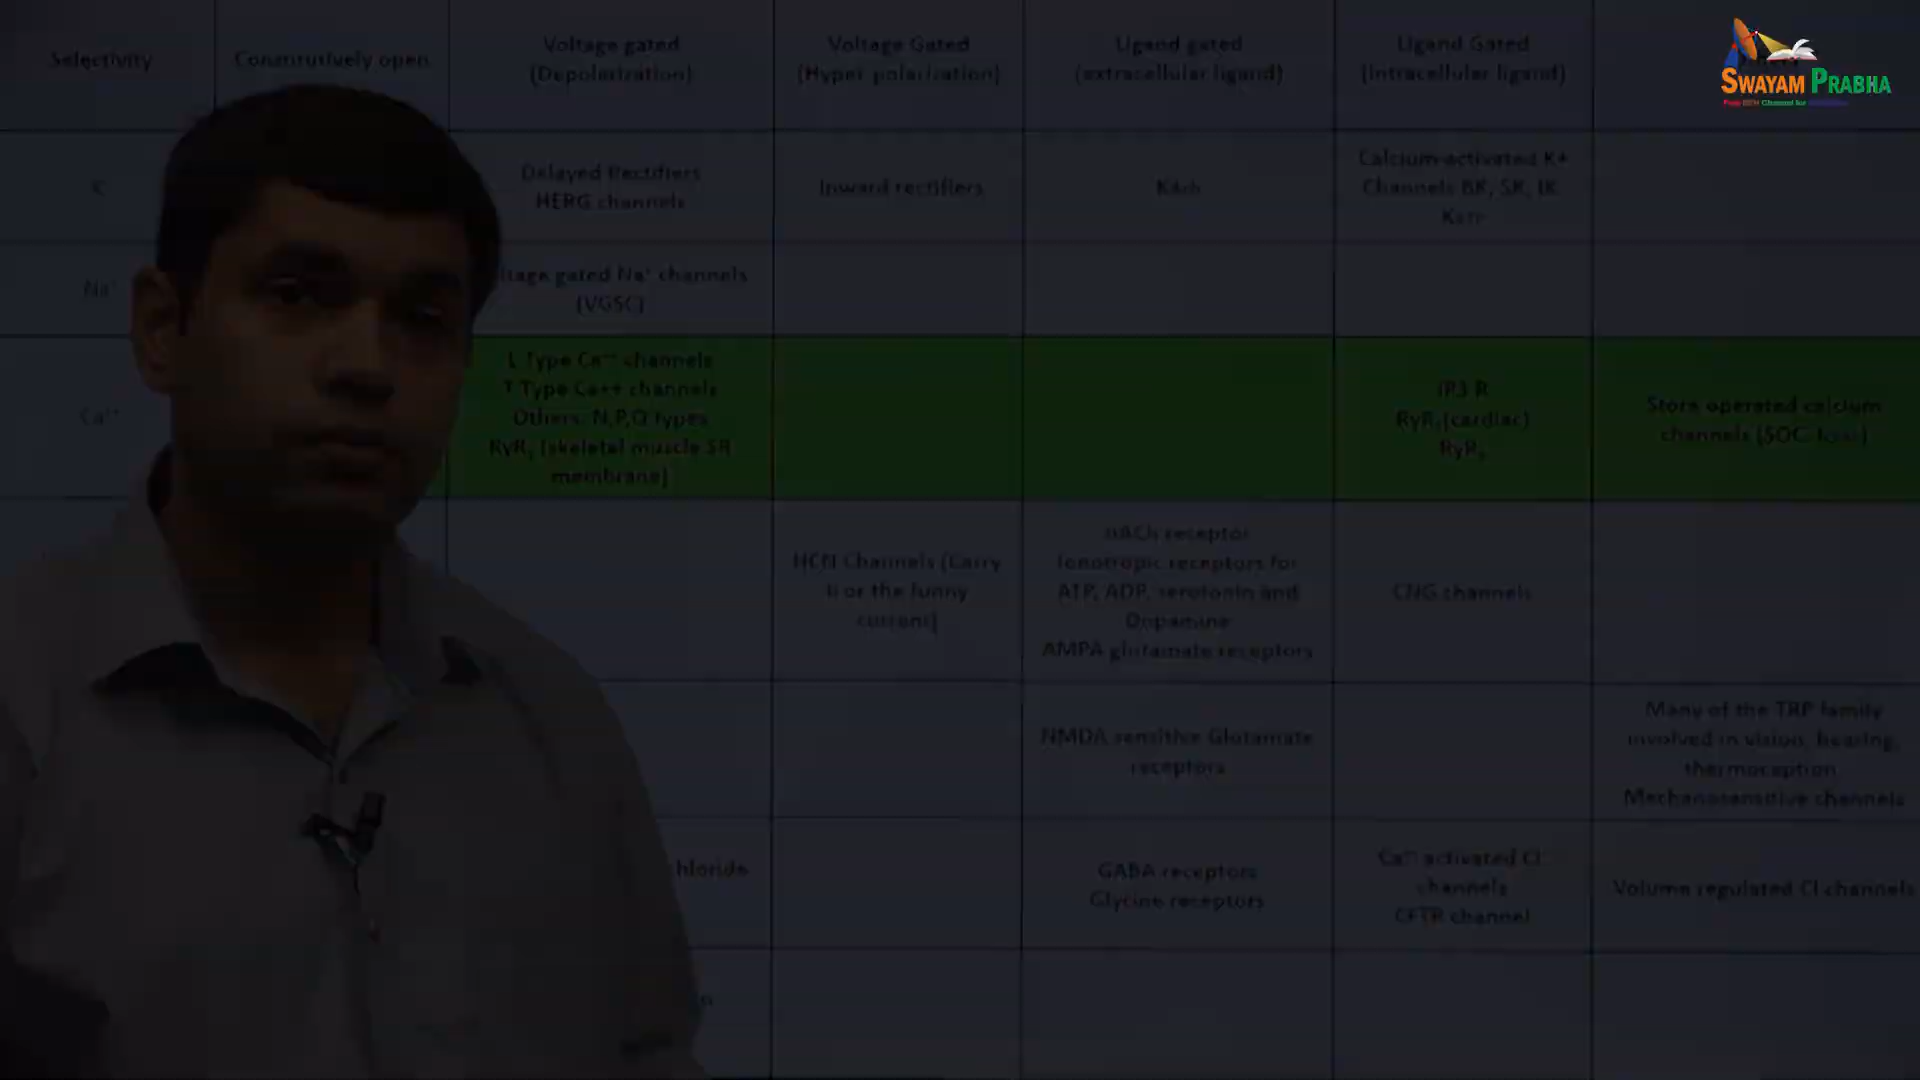 Selectivity
Constitutively open
Voltage gated
(Depolarization)
Voltage Gated
(Hyper polarization)
Ligand gated
(extracellular ligand)
Ligand Gated
(Intracellular ligand)
SWAYAM PRABHA
K
Delayed Rectifiers
HERG channels
Inward rectifiers
Calcium-activated K+
Channels BK, SK, IK
Na
ltage gated Na+ channels
(VGSC)
Ca++
L Type Ca++ channels
T Type Ca++ channels
Others: N,P,Q types
RyR1 (skeletal muscle SR
membrane)
IP3 R
RyR2(cardiac)
Store operated calcium
channels (SOC,
HCN Channels (Carry
If or the funny
current)
nACh receptor
Ionotropic receptors for
ATP, ADP, serotonin and
Dopamine
AMPA glutamate receptors
CNG channels
NMDA sensitive Glutamate
receptors
Many of the TRP family
involved in vision, hearing,
thermoception
Mechanosensitive channels
hloride
GABA receptors
Glycine receptors
Ca++ activated Cl-
channels
CFTR channel
Volume regulated Cl channels